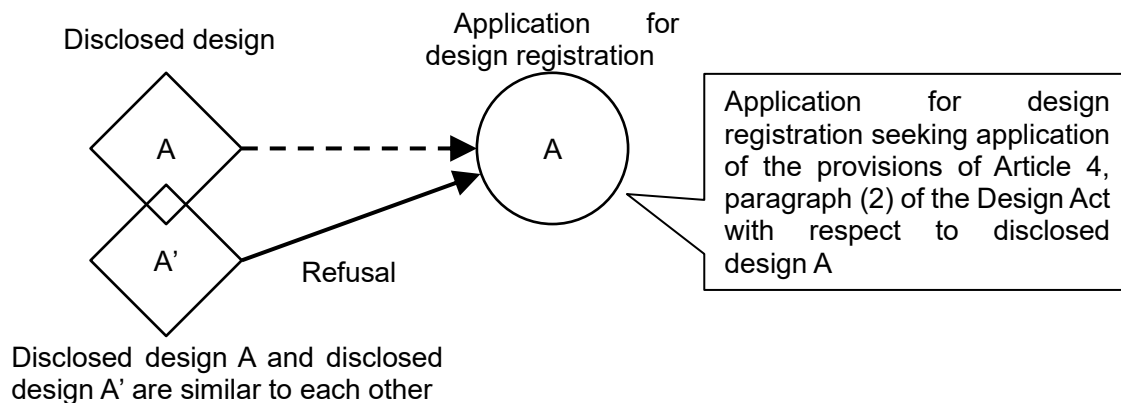 Disclosed design
Application for
design registration
A
A
A’
Refusal
Application for design
registration seeking application
of the provisions of Article 4,
paragraph (2) of the Design Act
with respect to disclosed
design A
Disclosed design A and disclosed
design A’ are similar to each other